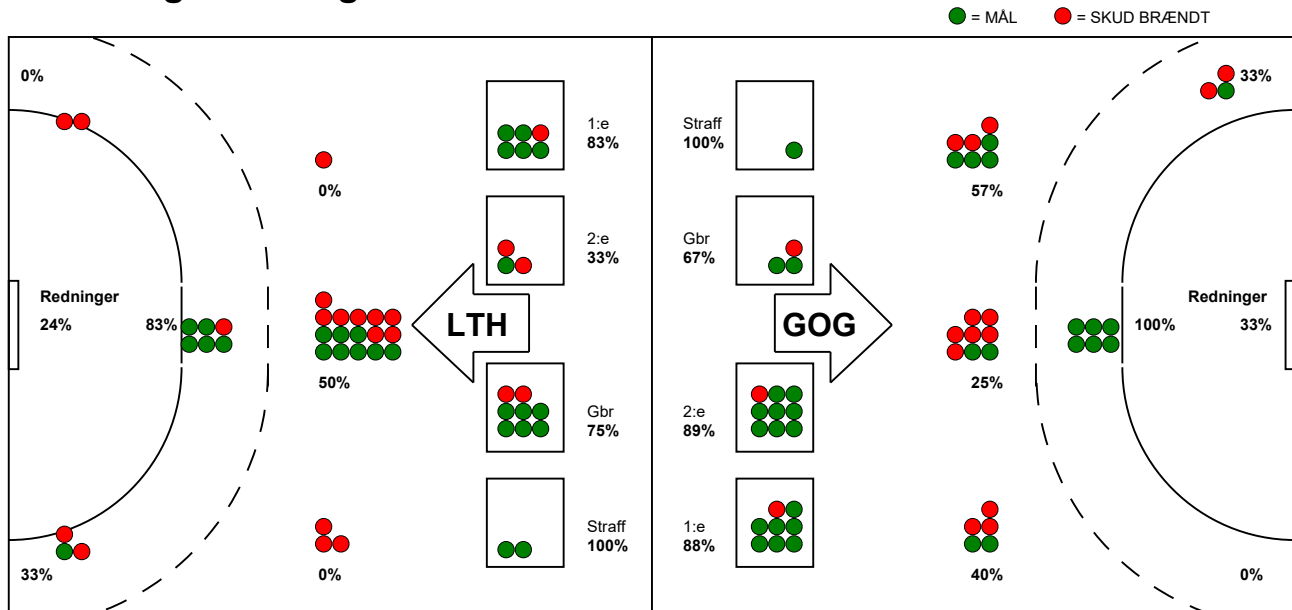 = MÅL = SKUD BRÆNDT
0%
33%
1:e
83%
Straff
100%
0%
57%
2:e
33%
Gbr
67%
Redninger
24%
83%
LTH
GOG
100%
Redninger
33%
50%
25%
Gbr
75%
2:e
89%
Straff
100%
1:e
88%
33%
0%
40%
0%